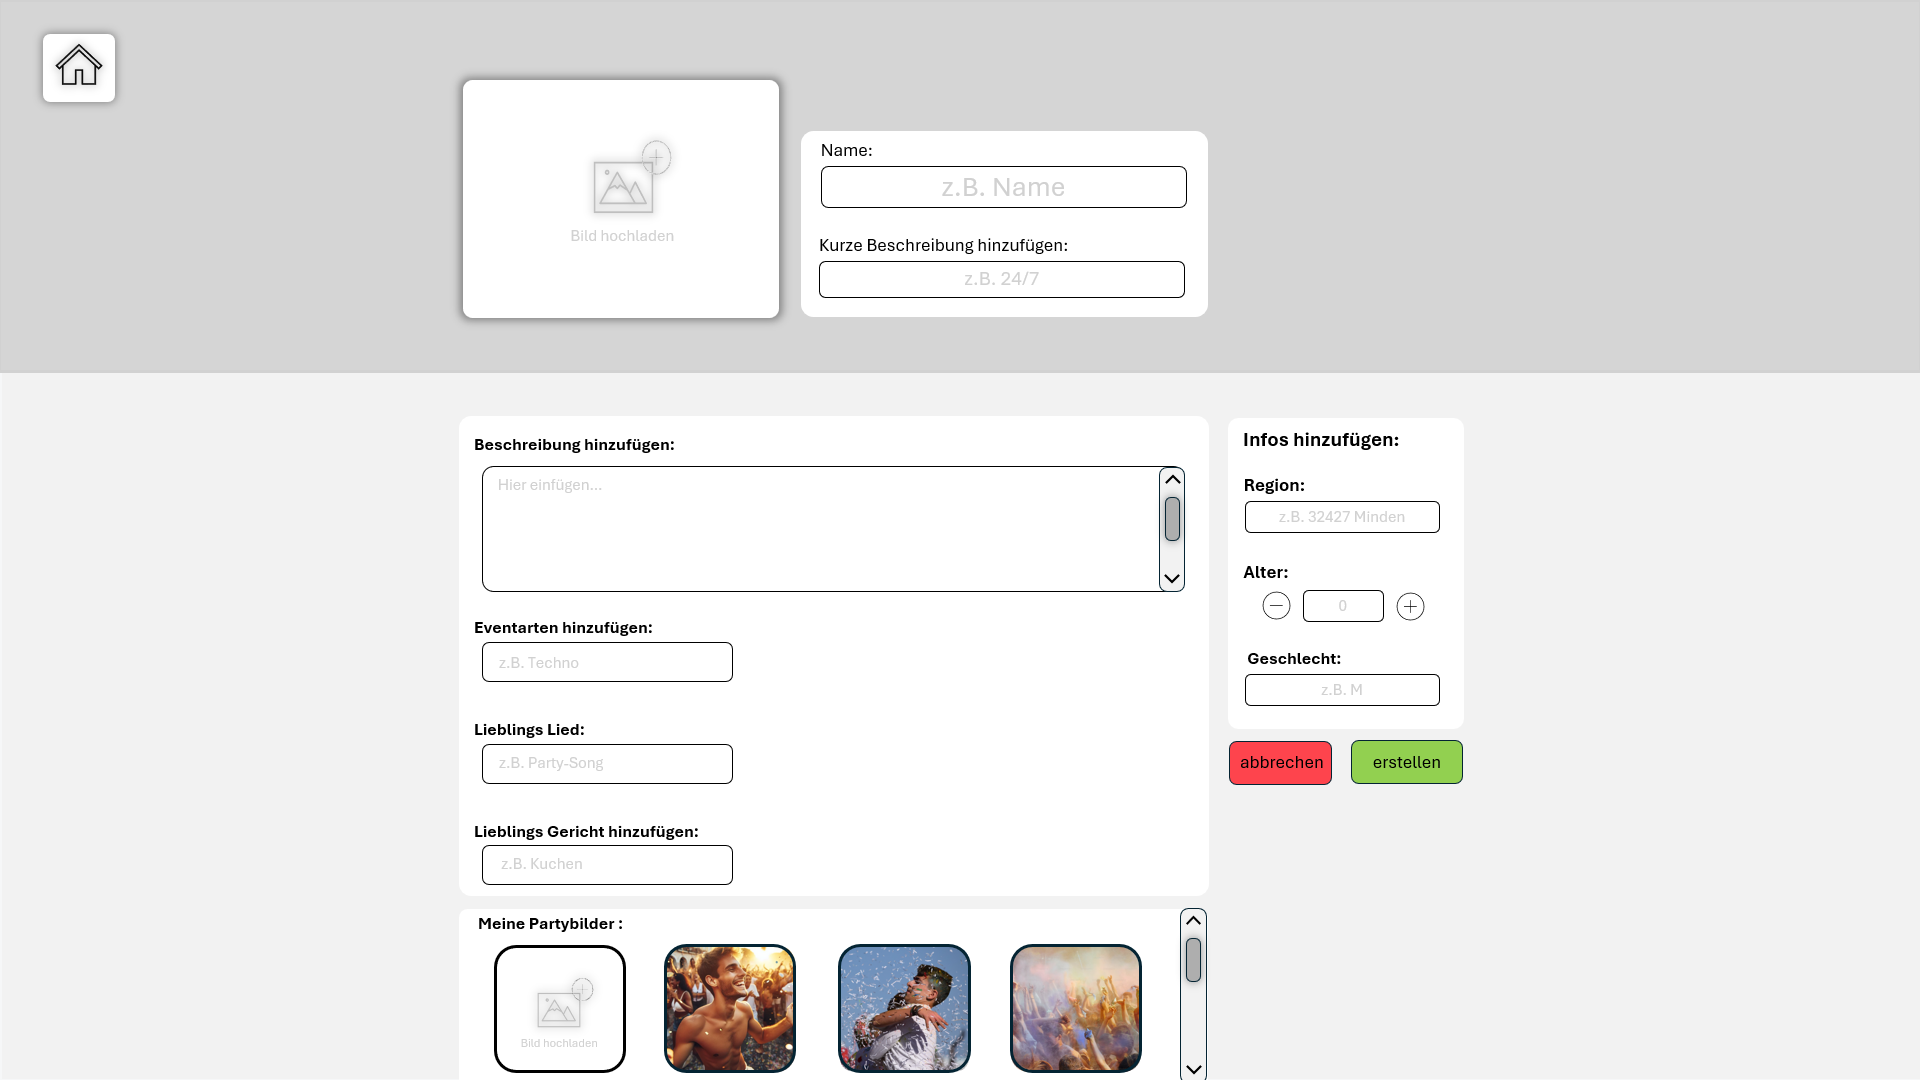 Bild hochladen
Name:
z.B. Name
Kurze Beschreibung hinzufügen:
z.B. 24/7
Beschreibung hinzufügen:
Hier einfügen...
Eventarten hinzufügen:
z.B. Techno
Lieblings Lied:
z.B. Party-Song
Lieblings Gericht hinzufügen:
z.B. Kuchen
Infos hinzufügen:
Region:
z.B. 32427 Minden
Alter:
0
Geschlecht:
z.B. M
abbrechen
erstellen
Meine Partybilder :
Bild hochladen